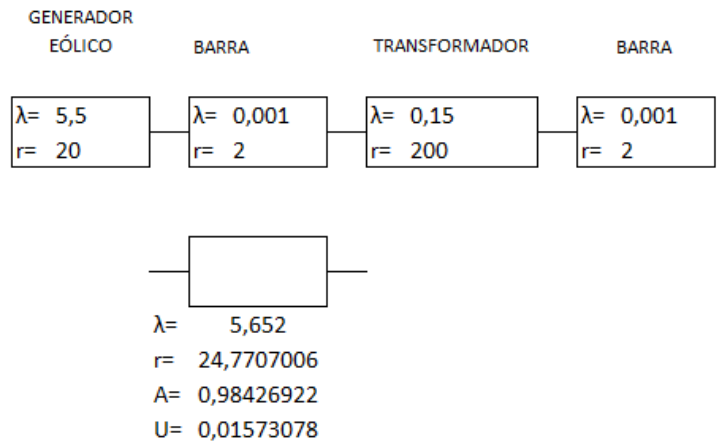 GENERADOR
EÓLICO BARRA TRANSFORMADOR BARRA
λ= 5,5 λ= 0,001 λ= 0,15 λ= 0,001
r= 20 r= 2 r= 200 r= 2
λ= 5,652
r= 24,7707006
A= 0,98426922
U= 0,01573078